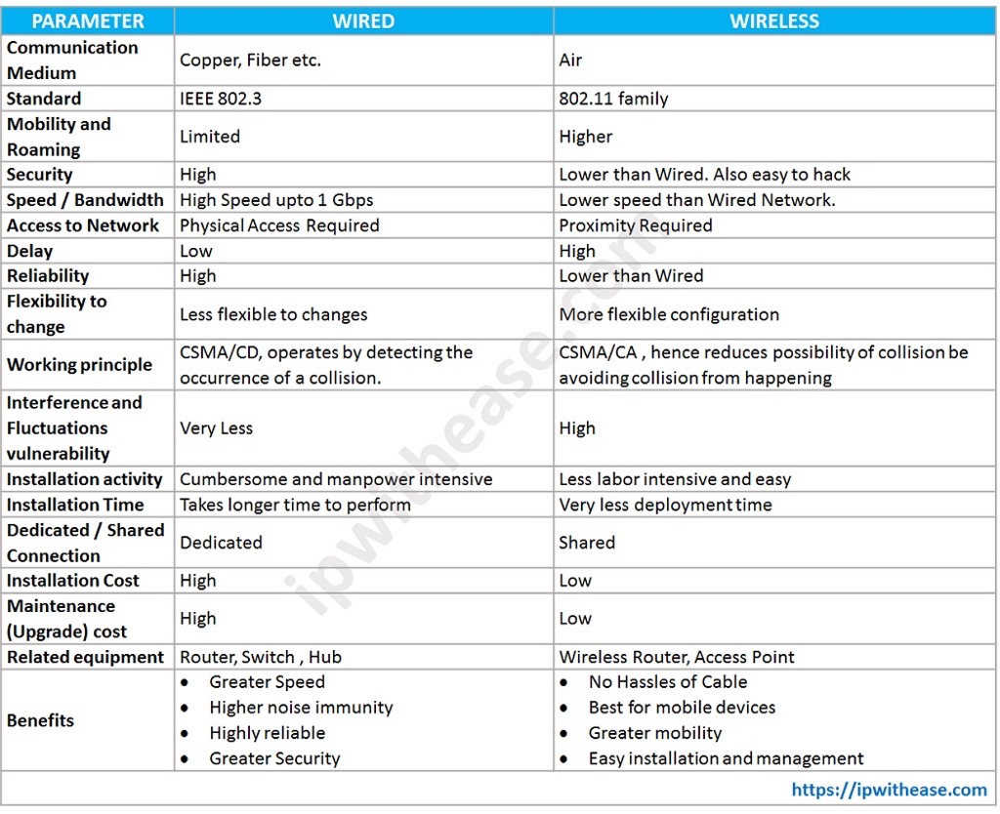 PARAMETER WIRED WIRELESS
Communication
Medium
Copper, Fiber etc.
Air
Standard IEEE 802.3 802.11 family
Mobility and
Roaming
Limited
Higher
Security High Lower than Wired. Also easy to hack
Speed / Bandwidth High Speed upto 1 Gbps Lower speed than Wired Network.
Access to Network Physical Access Required Proximity Required
Delay Low High
Reliability High Lower than Wired
Flexibility to
change
Less flexible to changes
More flexible configuration
Working principle
CSMA/CD, operates by detecting the
occurrence of a collision.
CSMA/CA , hence reduces possibility of collision be
avoiding collision from happening
Interference and
Fluctuations
vulnerability
Very Less
High
Installation activity Cumbersome and manpower intensive Less labor intensive and easy
Installation Time Takes longer time to perform Very less deployment time
Dedicated / Shared
Connection
Dedicated
Shared
Installation Cost High Low
Maintenance
(Upgrade) cost
High
Low
Related equipment Router, Switch , Hub Wireless Router, Access Point
Benefits
• Greater Speed
• Higher noise immunity
• Highly reliable
• Greater Security
• No Hassles of Cable
• Best for mobile devices
• Greater mobility
• Easy installation and management
https://ipwithease.com
ipwithease.com